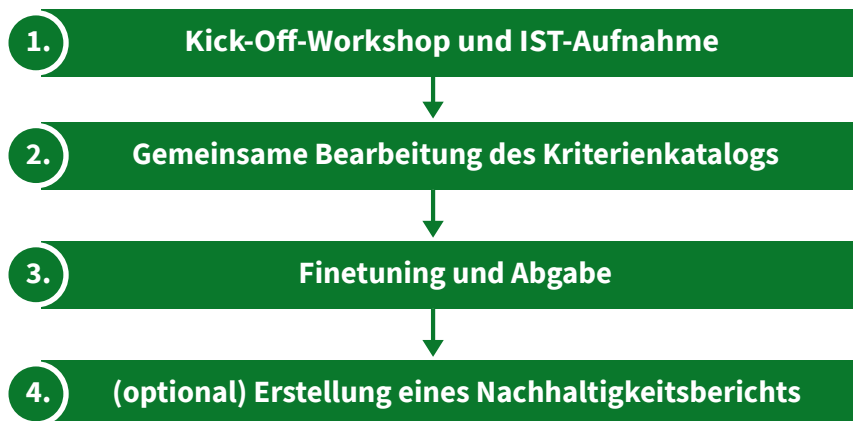 1. Kick-Off-Workshop und IST-Aufnahme
2. Gemeinsame Bearbeitung des Kriterienkatalogs
3. Finetuning und Abgabe
4. (optional) Erstellung eines Nachhaltigkeitsberichts